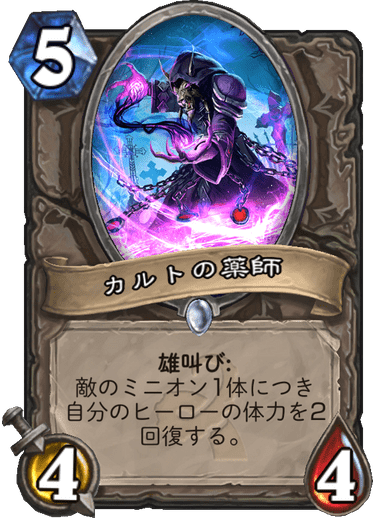 5
カルトの薬師
雄叫び:
敵のミニオン1体につき
自分のヒーローの体力を2
回復する。
4
4